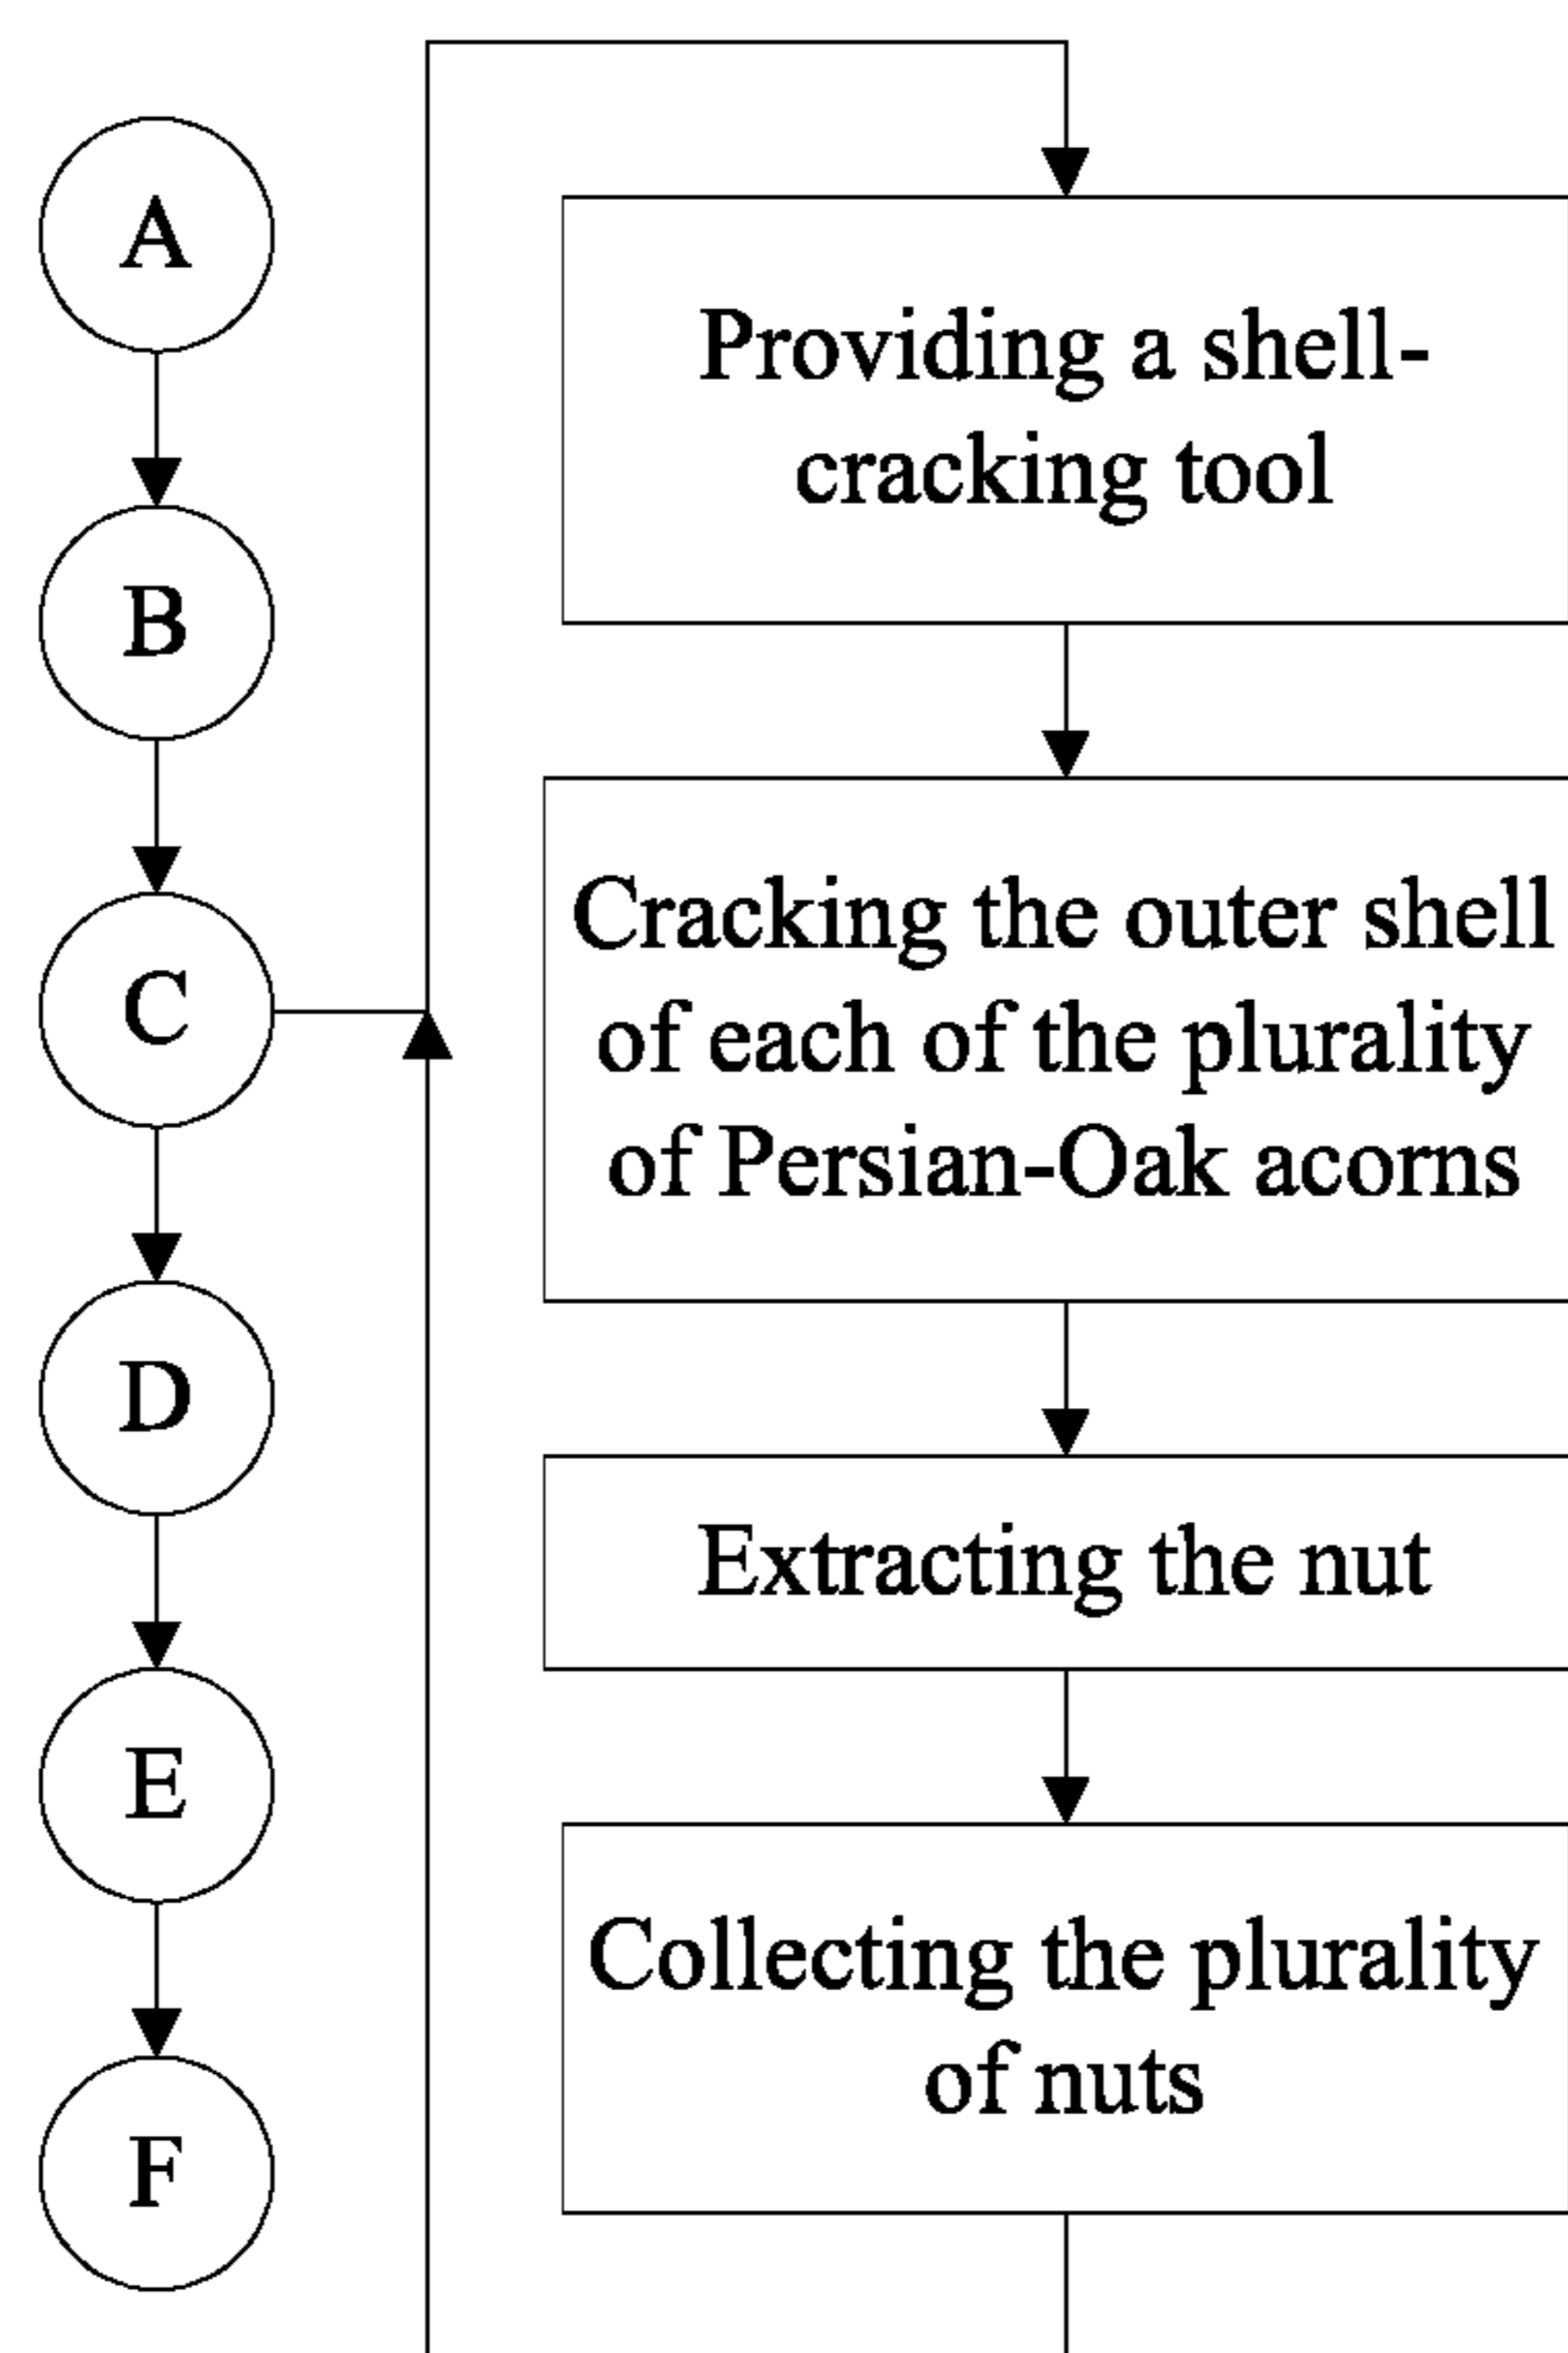 A
B
C
D
E
F
Providing a shell-
cracking tool
Cracking the outer shell
of each of the plurality
of Persian-Oak acorns
Extracting the nut
Collecting the plurality
of nuts